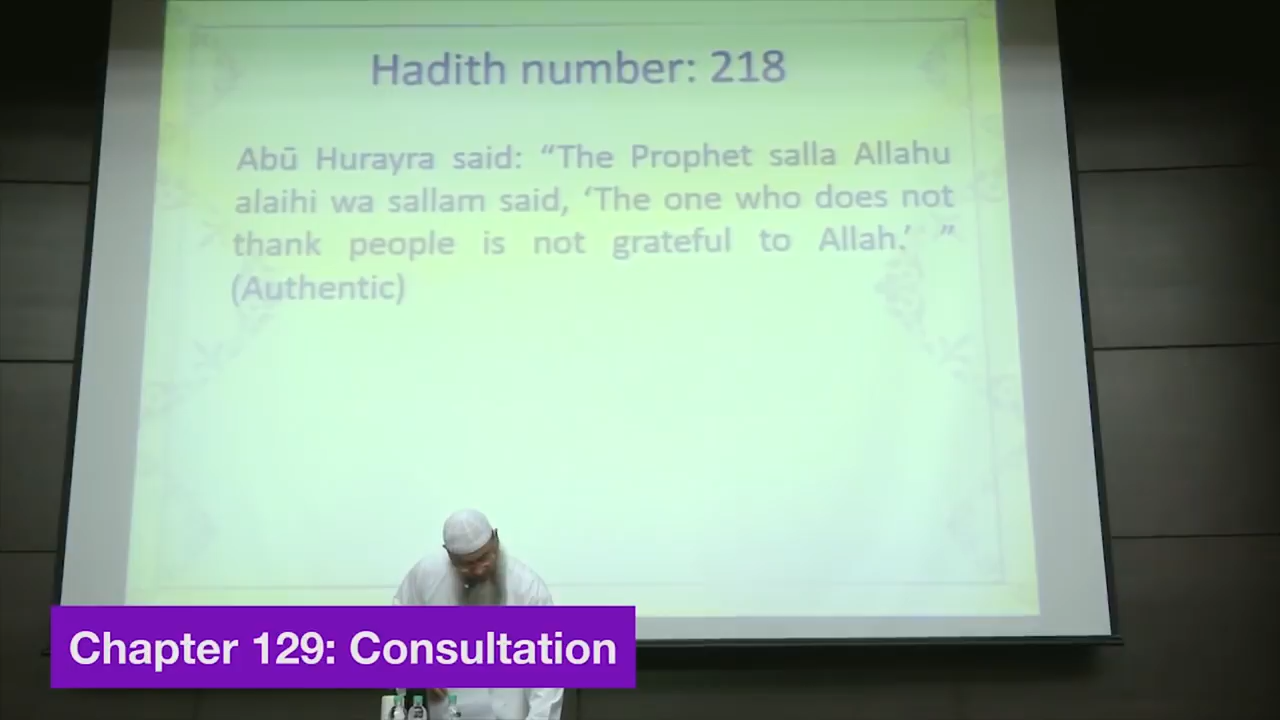 Hadith number: 218
Abū Hurayra said: “The Prophet salla Allahu
alaihi wa sallam said, ‘The one who does not
thank people is not grateful to Allah.’ ”
(Authentic)
Chapter 129: Consultation